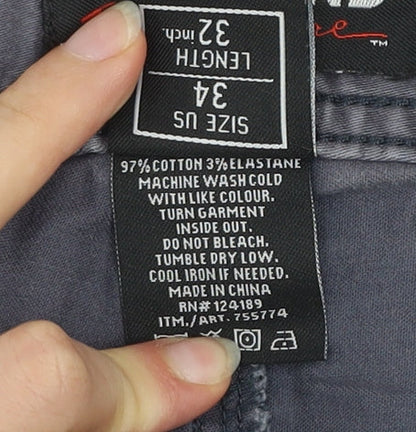 SIZE US
34
LENGTH
32 inch.
TM
97% COTTON 3% ELASTANE
MACHINE WASH COLD
WITH LIKE COLOUR.
TURN GARMENT
INSIDE OUT.
DO NOT BLEACH.
TUMBLE DRY LOW.
COOL IRON IF NEEDED.
MADE IN CHINA
RN# 124189
ITM./ART. 755774